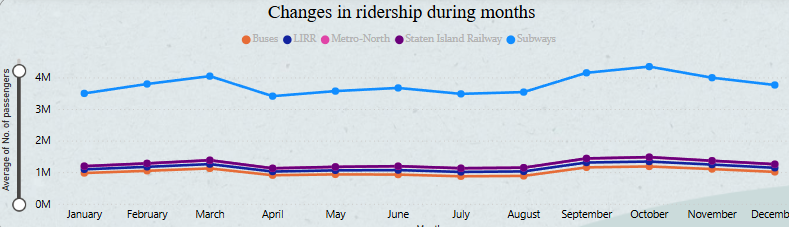 Changes in ridership during months
Buses LIRR Metro-North Staten Island Railway Subways
Average of No. of passengers
4M
3M
2M
1M
0M
January February March April May June July August September October November Decemb